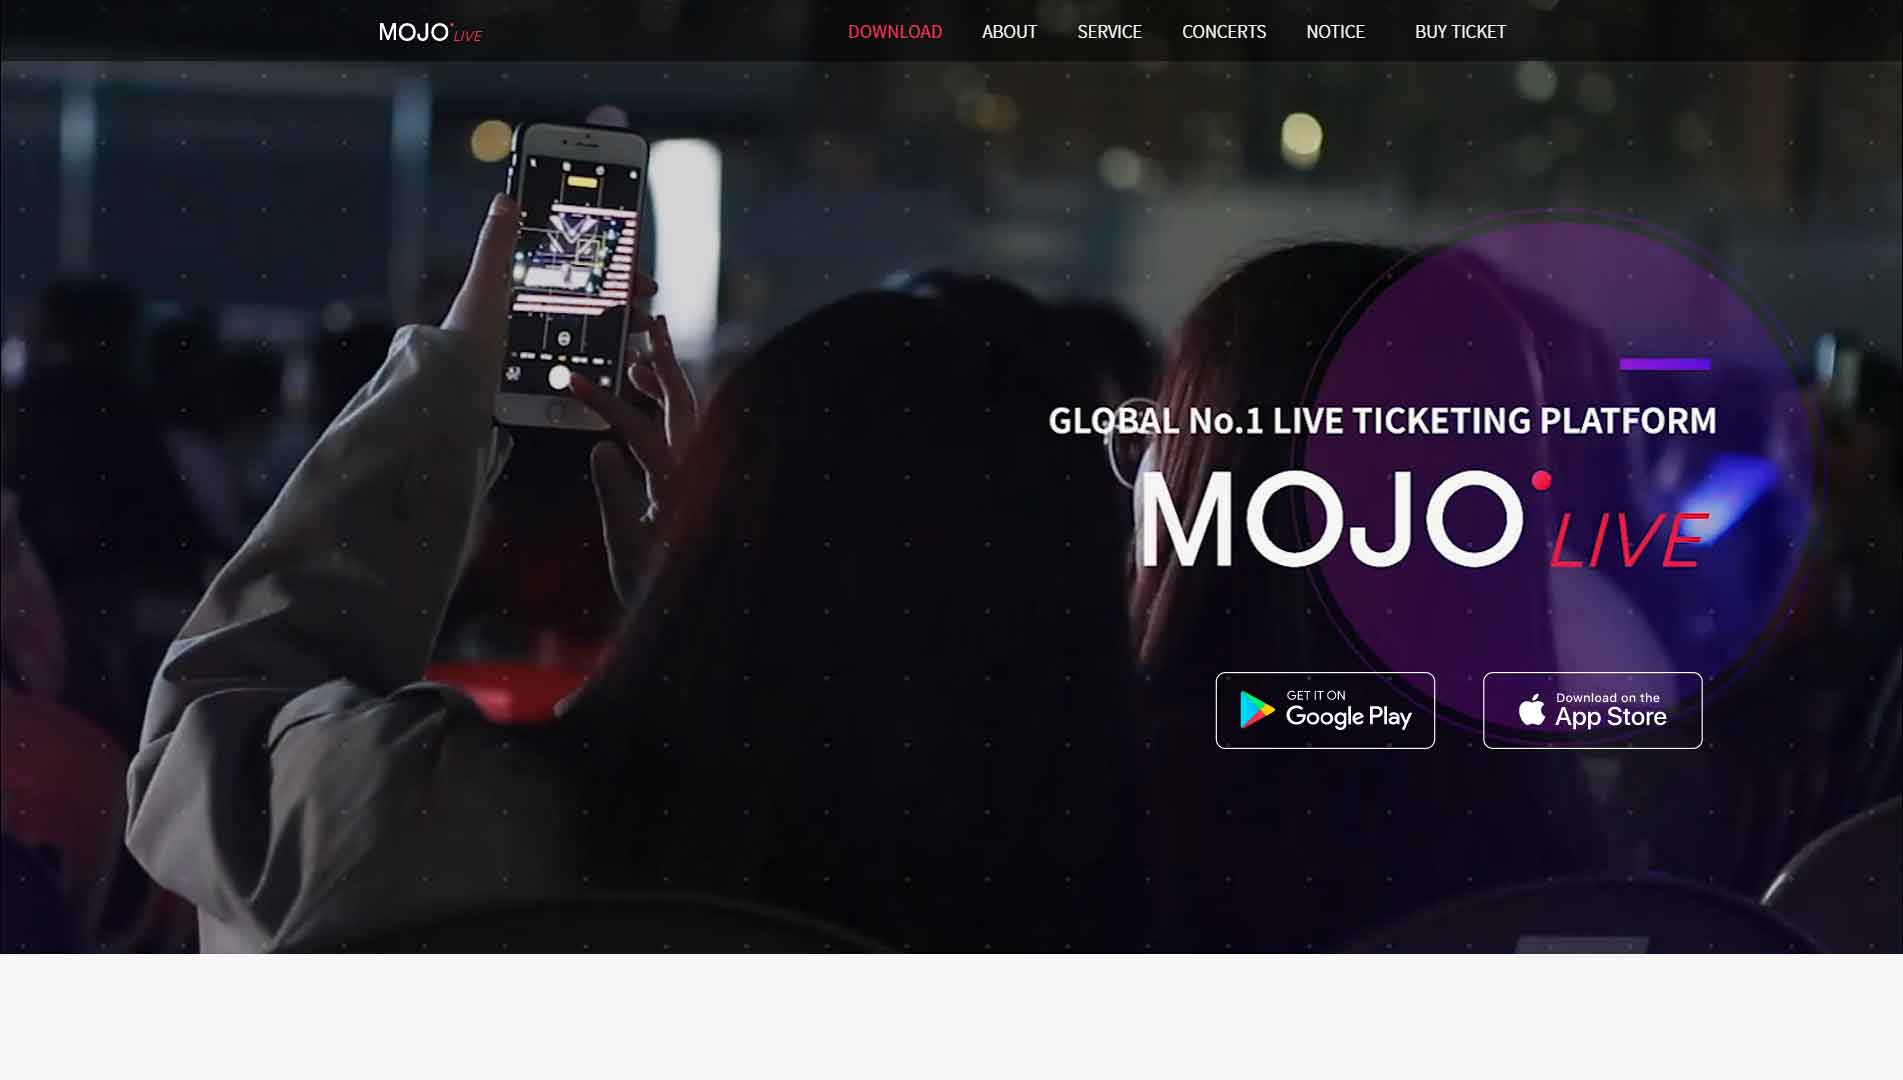 MOJO LIVE
DOWNLOAD ABOUT SERVICE CONCERTS NOTICE BUY TICKET
GLOBAL No.1 LIVE TICKETING PLATFORM
MOJO LIVE
GET IT ON
Google Play
Download on the
App Store